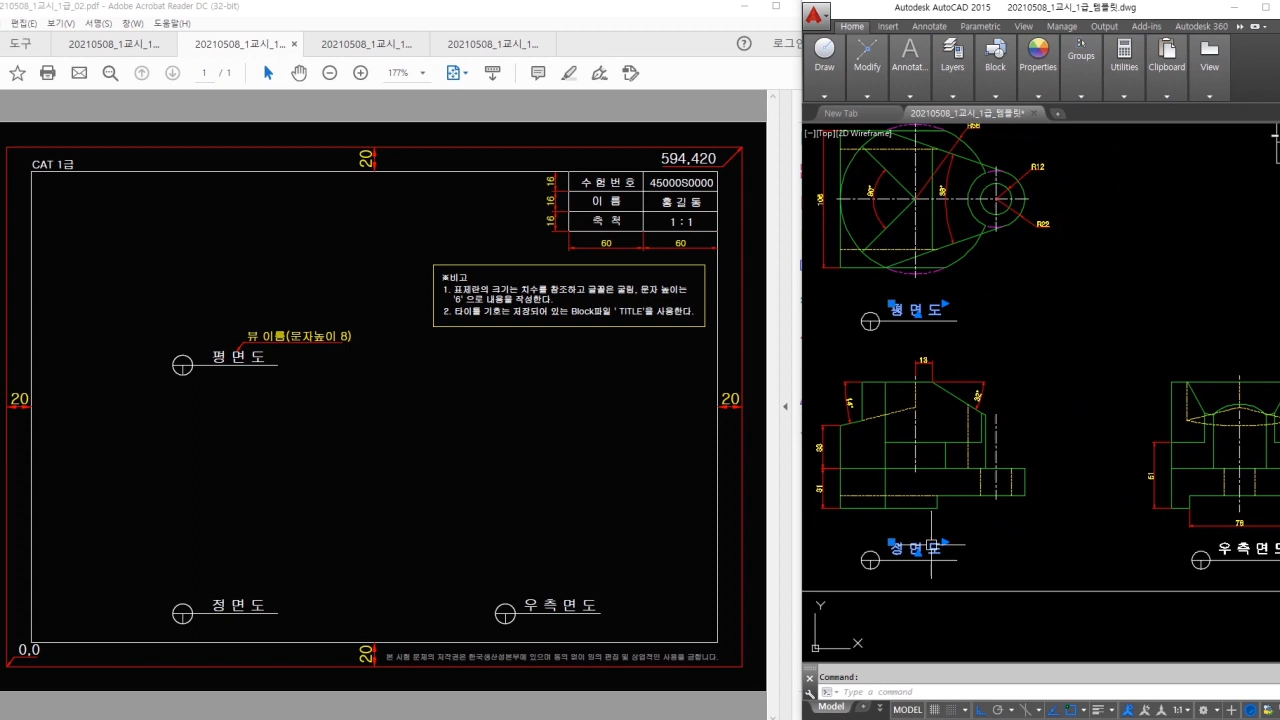 210508_1교시_1급_02.pdf - Adobe Acrobat Reader DC (32-bit)
편집(E) 보기(V) 서명(S) 창(W) 도움말(H)
도구
20210508_1교시_1...
20210508_1교시_1...
20210508_1교시_1...
20210508_1교시_1...
로그인
1 / 1
177%
CAT 1급
20
594,420
수 험 번 호 45000S0000
이 름 홍 길 동
축 척 1 : 1
16
16
16
60 60
※비고
1. 표제란의 크기는 치수를 참조하고 글꼴은 굴림, 문자 높이는
'6' 으로 내용을 작성한다.
2. 타이틀 기호는 저장되어 있는 Block파일 ' TITLE'을 사용한다.
뷰 이름(문자높이 8)
평 면 도
20
20
정 면 도
우 측 면 도
0,0
20
본 시험 문제의 저작권은 한국생산성본부에 있으며 동의 없이 임의 편집 및 상업적인 사용을 금합니다.
Autodesk AutoCAD 2015 20210508_1교시_1급_템플릿.dwg
Home Insert Annotate Parametric View Manage Output Add-ins Autodesk 360
Draw Modify Annotat... Layers Block Properties Groups Utilities Clipboard View
New Tab 20210508_1교시_1급_템플릿*
[−][Top][2D Wireframe]
R56
R12
R22
90°
38°
106
평 면 도
13
14°
32°
33
31
정 면 도
51
76
우 측 면 도
Y
X
Command:
Type a command
Model
MODEL
1:1